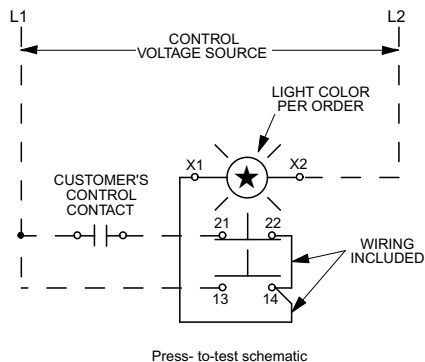 L1
L2
CONTROL
VOLTAGE SOURCE
LIGHT COLOR
PER ORDER
X1
X2
CUSTOMER'S
CONTROL
CONTACT
21
22
WIRING
INCLUDED
13
14
Press- to-test schematic